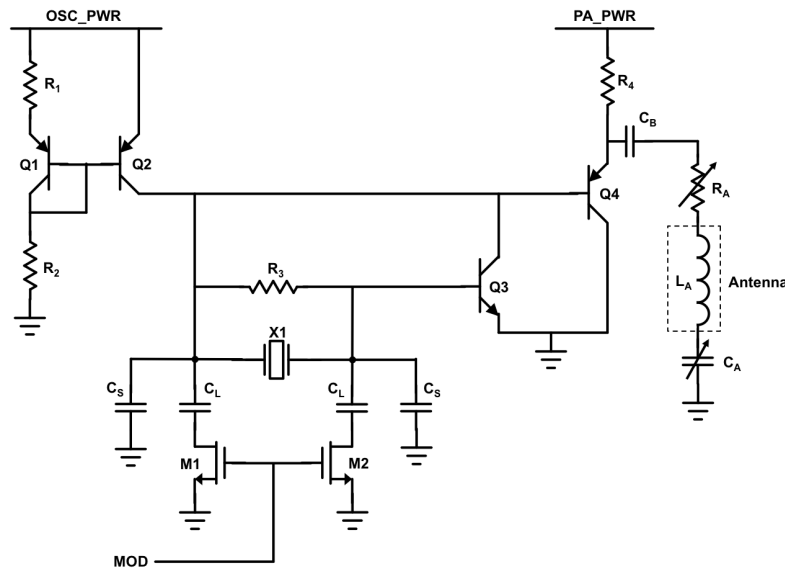 OSC_PWR
PA_PWR
R1
R4
CB
Q1
Q2
Q4
RA
R2
R3
Q3
LA
Antenna
X1
CS
CL
CL
CS
CA
M1
M2
MOD